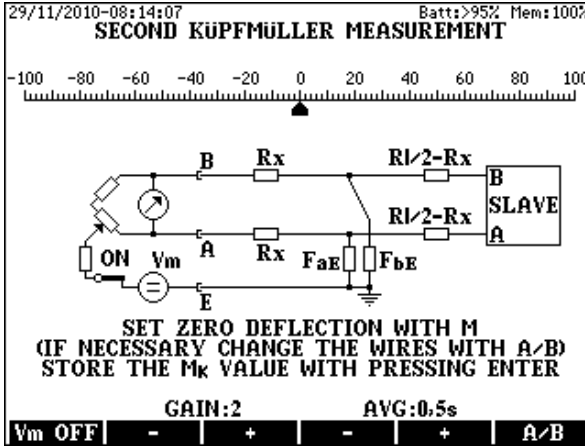 29/11/2010-08:14:07 Batt:>95% Mem:100%
SECOND KüPFMüLLER MEASUREMENT
-100 -80 -60 -40 -20 0 20 40 60 80 100
B Rx Rl/2-Rx B
SLAVE
A Rx Rl/2-Rx A
ON Vm FaE FbE
E
SET ZERO DEFLECTION WITH M
(IF NECESSARY CHANGE THE WIRES WITH A/B)
STORE THE MK VALUE WITH PRESSING ENTER
GAIN:2 AVG:0,5s
Vm OFF - + - + A/B